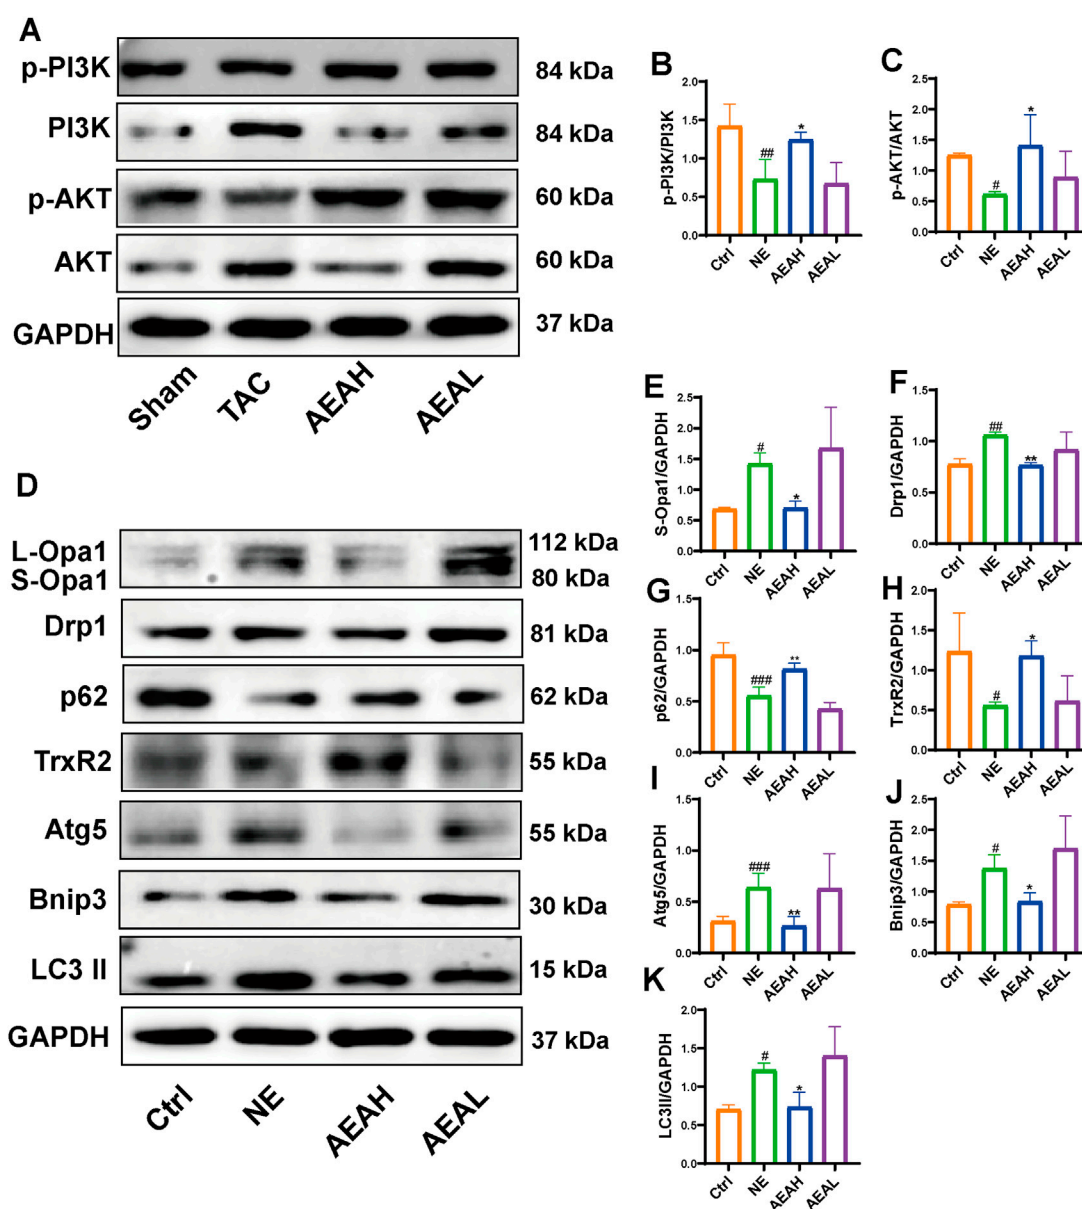 A
p-PI3K 84 kDa
PI3K 84 kDa
p-AKT 60 kDa
AKT 60 kDa
GAPDH 37 kDa
Sham TAC AEAH AEAL
B
p-PI3K/PI3K
2.0
1.5
1.0
0.5
0.0
## *
Ctrl NE AEAH AEAL
C
p-AKT/AKT
2.5
2.0
1.5
1.0
0.5
0.0
# *
Ctrl NE AEAH AEAL
D
L-Opa1 112 kDa
S-Opa1 80 kDa
Drp1 81 kDa
p62 62 kDa
TrxR2 55 kDa
Atg5 55 kDa
Bnip3 30 kDa
LC3 II 15 kDa
GAPDH 37 kDa
Ctrl NE AEAH AEAL
E
S-Opa1/GAPDH
2.5
2.0
1.5
1.0
0.5
0.0
# *
Ctrl NE AEAH AEAL
F
Drp1/GAPDH
1.5
1.0
0.5
0.0
## **
Ctrl NE AEAH AEAL
G
p62/GAPDH
1.5
1.0
0.5
0.0
### **
Ctrl NE AEAH AEAL
H
TrxR2/GAPDH
2.0
1.5
1.0
0.5
0.0
# *
Ctrl NE AEAH AEAL
I
Atg5/GAPDH
1.5
1.0
0.5
0.0
### **
Ctrl NE AEAH AEAL
J
Bnip3/GAPDH
2.5
2.0
1.5
1.0
0.5
0.0
# *
Ctrl NE AEAH AEAL
K
LC3II/GAPDH
2.0
1.5
1.0
0.5
0.0
# *
Ctrl NE AEAH AEAL